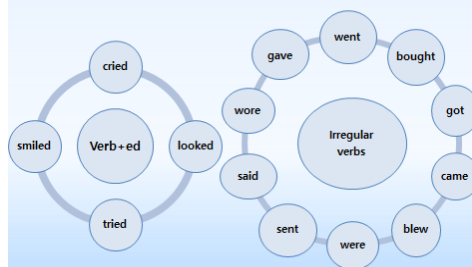 cried
smiled
Verb+ed
looked
tried
went
gave
bought
wore
got
Irregular
verbs
said
came
sent
blew
were